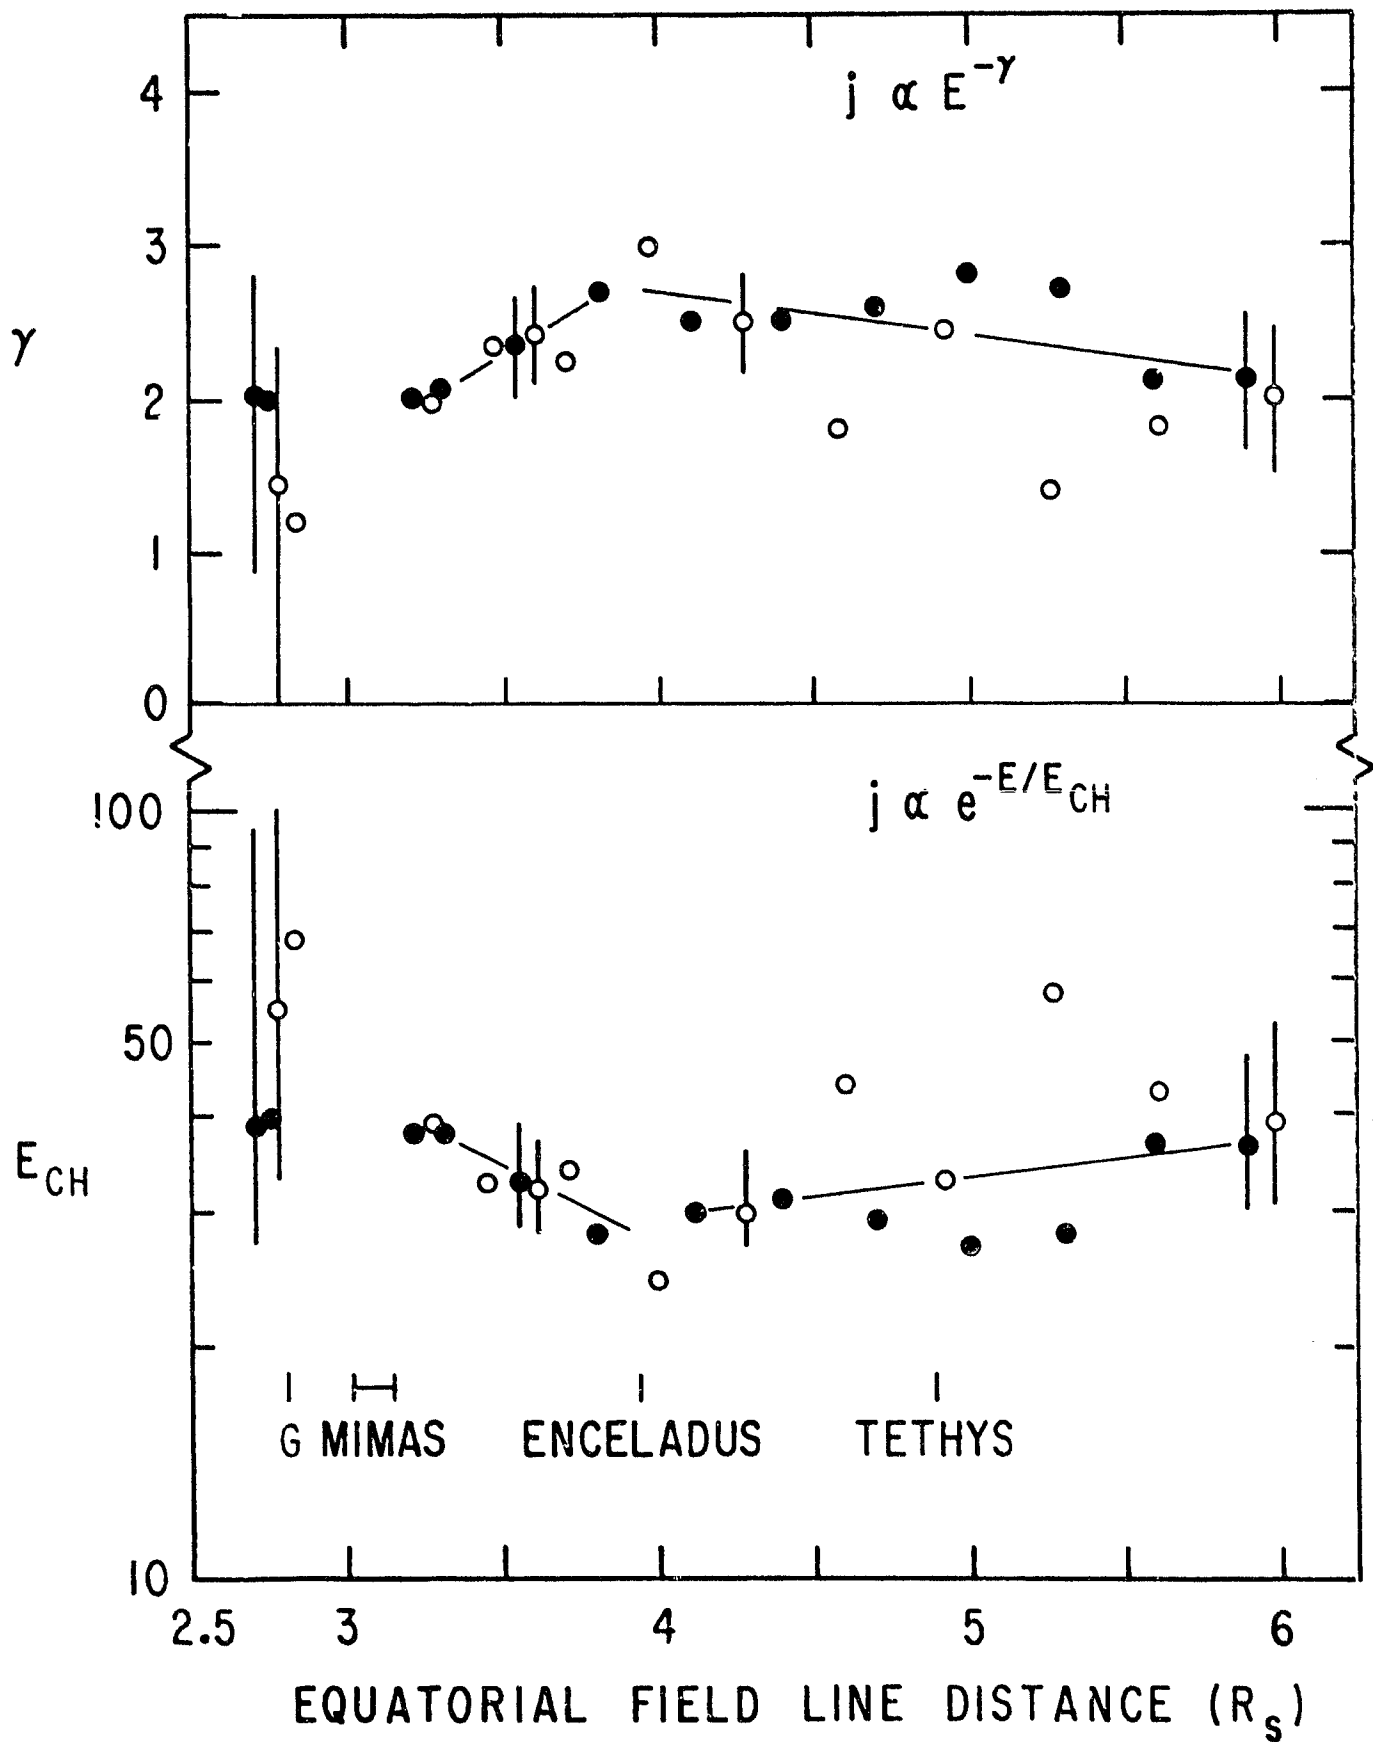 j ∝ E^-γ
4
3
γ
2
1
0
j ∝ e^-E/E_CH
100
50
E_CH
G MIMAS ENCELADUS TETHYS
10
2.5 3 4 5 6
EQUATORIAL FIELD LINE DISTANCE (R_s)